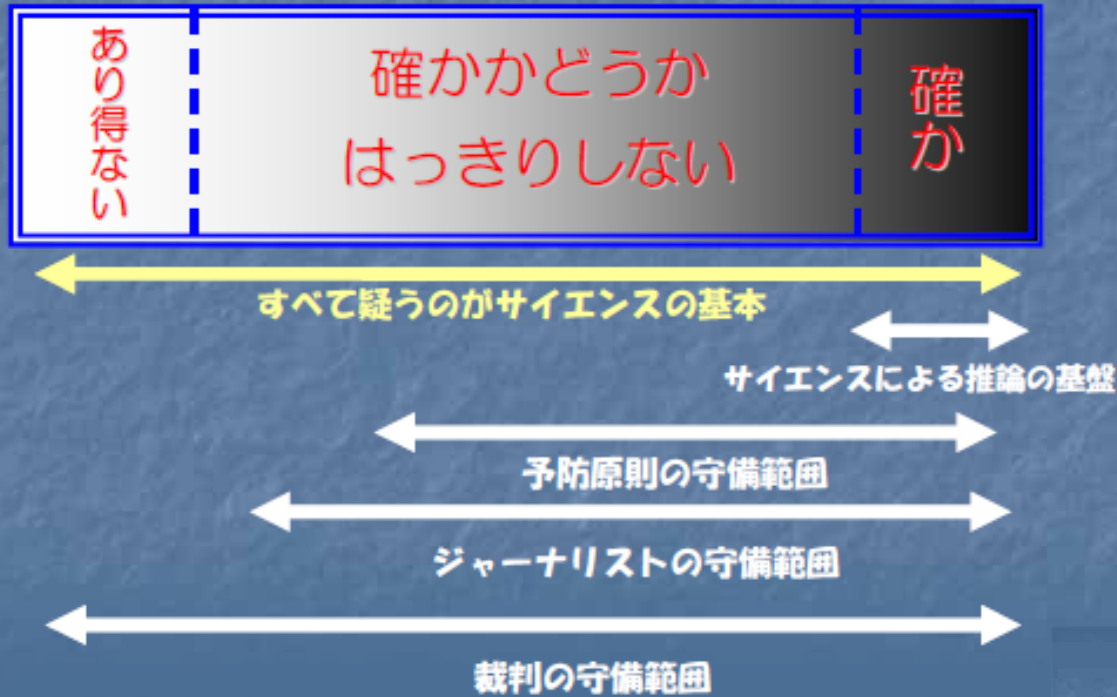 あり得ない
確かかどうか
はっきりしない
確か
すべて疑うのがサイエンスの基本
サイエンスによる推論の基盤
予防原則の守備範囲
ジャーナリストの守備範囲
裁判の守備範囲